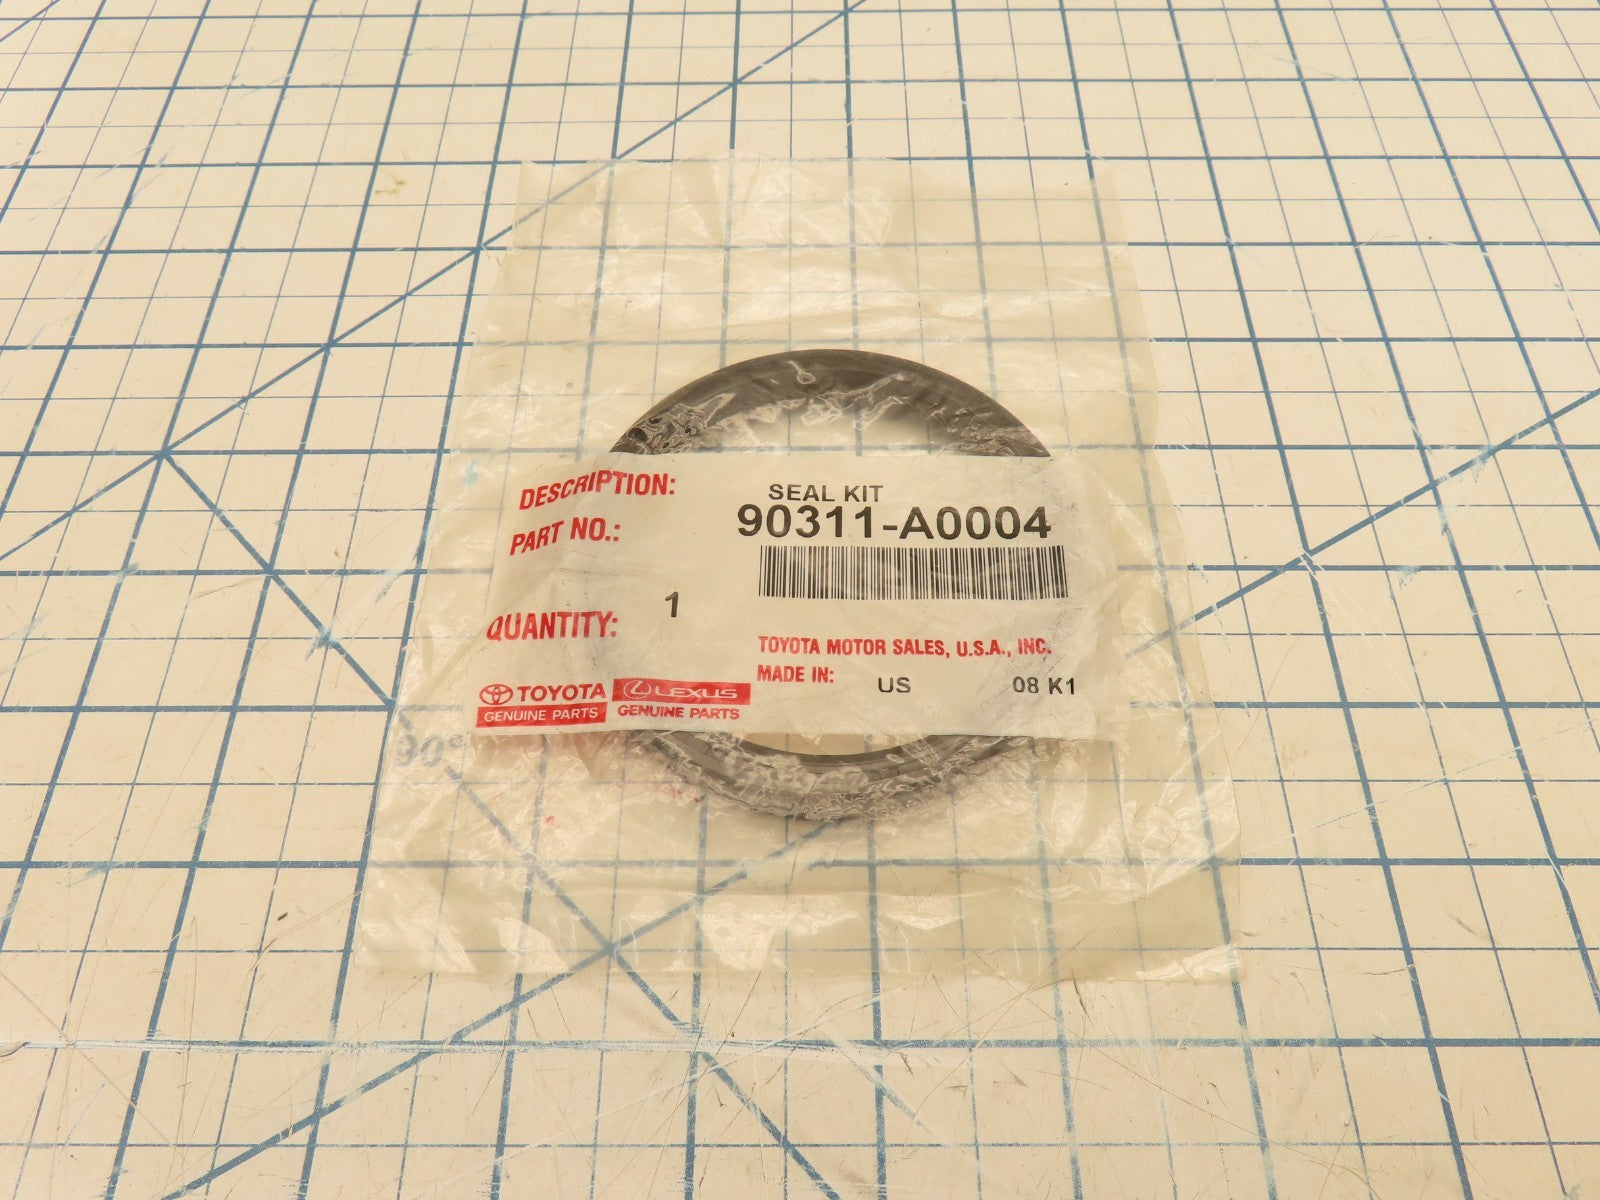 DESCRIPTION: SEAL KIT
PART NO.: 90311-A0004
QUANTITY: 1
TOYOTA MOTOR SALES, U.S.A., INC.
MADE IN: US 08 K1
TOYOTA LEXUS
GENUINE PARTS GENUINE PARTS
90°